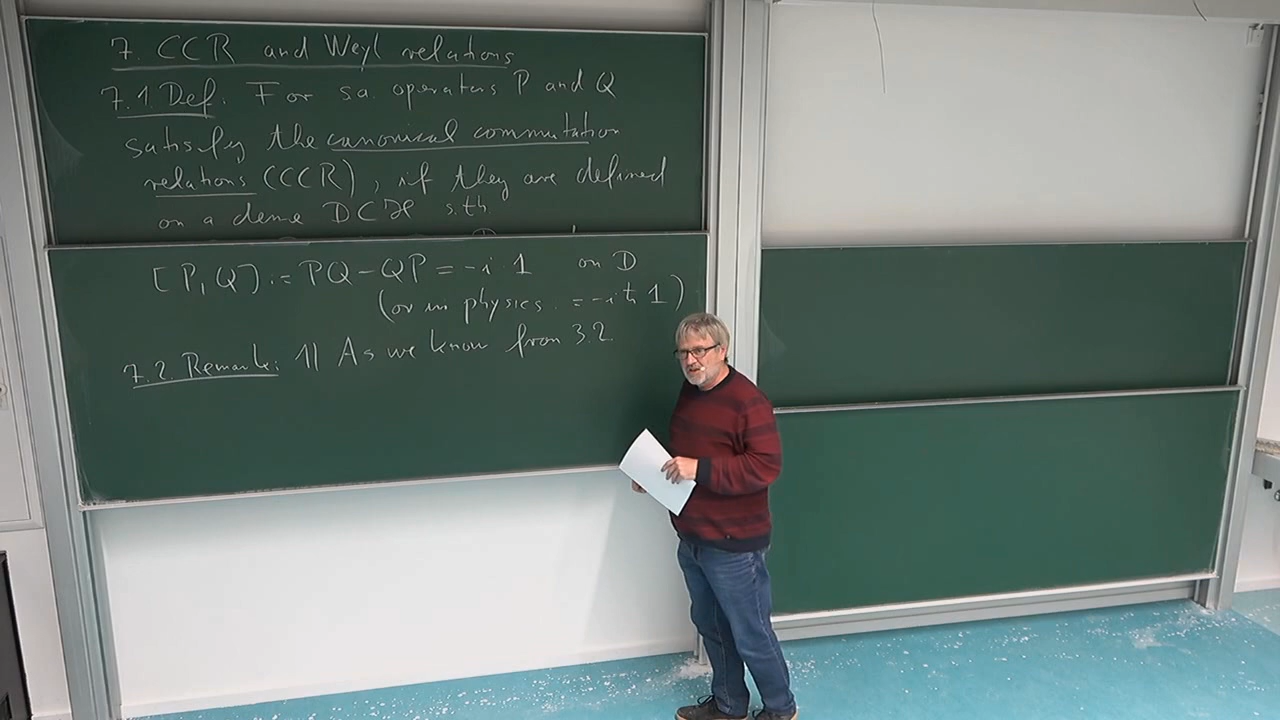 7. CCR and Weyl relations
7.1. Def. For s.a. operators P and Q
satisfy the canonical commutation
relations (CCR), if they are defined
on a dense D⊂ℋ s.th.
[P,Q] := PQ-QP = -i 1 on D
(or in physics: = -iħ 1)
7.2. Remark: 1) As we know from 3.2.